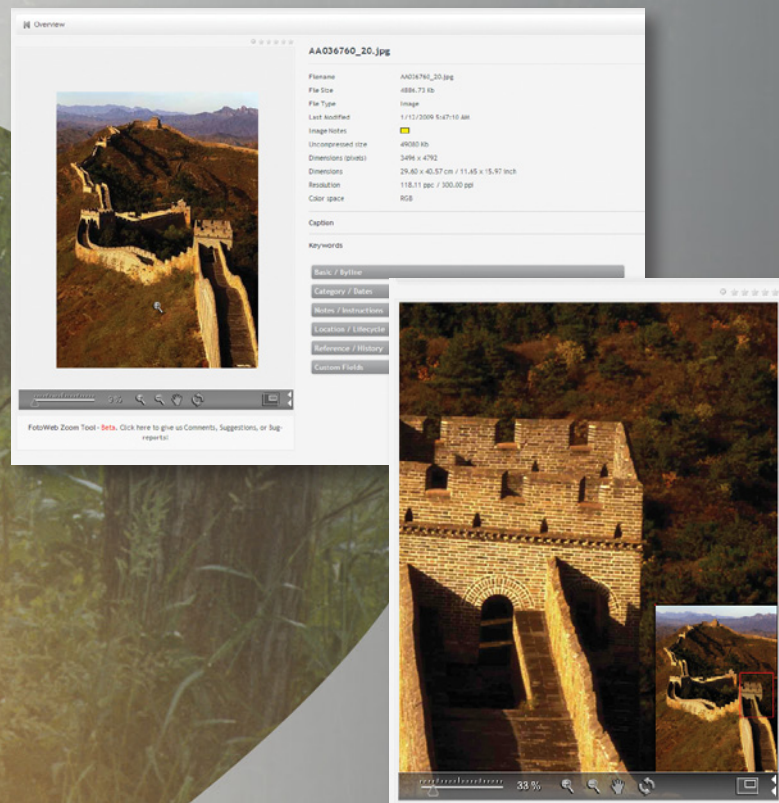 Overview
AA036760_20.jpg
Filename AA036760_20.jpg
File Size 4886.73 Kb
File Type Image
Last Modified 1/12/2009 5:47:10 AM
Image Notes
Uncompressed size 49080 Kb
Dimensions (pixels) 3496 x 4792
Dimensions 29.60 x 40.57 cm / 11.65 x 15.97 inch
Resolution 118.11 ppc / 300.00 ppi
Color space RGB
Caption
Keywords
Basic / Byline
Category / Dates
Notes / Instructions
Location / Lifecycle
Reference / History
Custom Fields
FotoWeb Zoom Tool - Beta. Click here to give us Comments, Suggestions, or Bug-
reports!
33 %